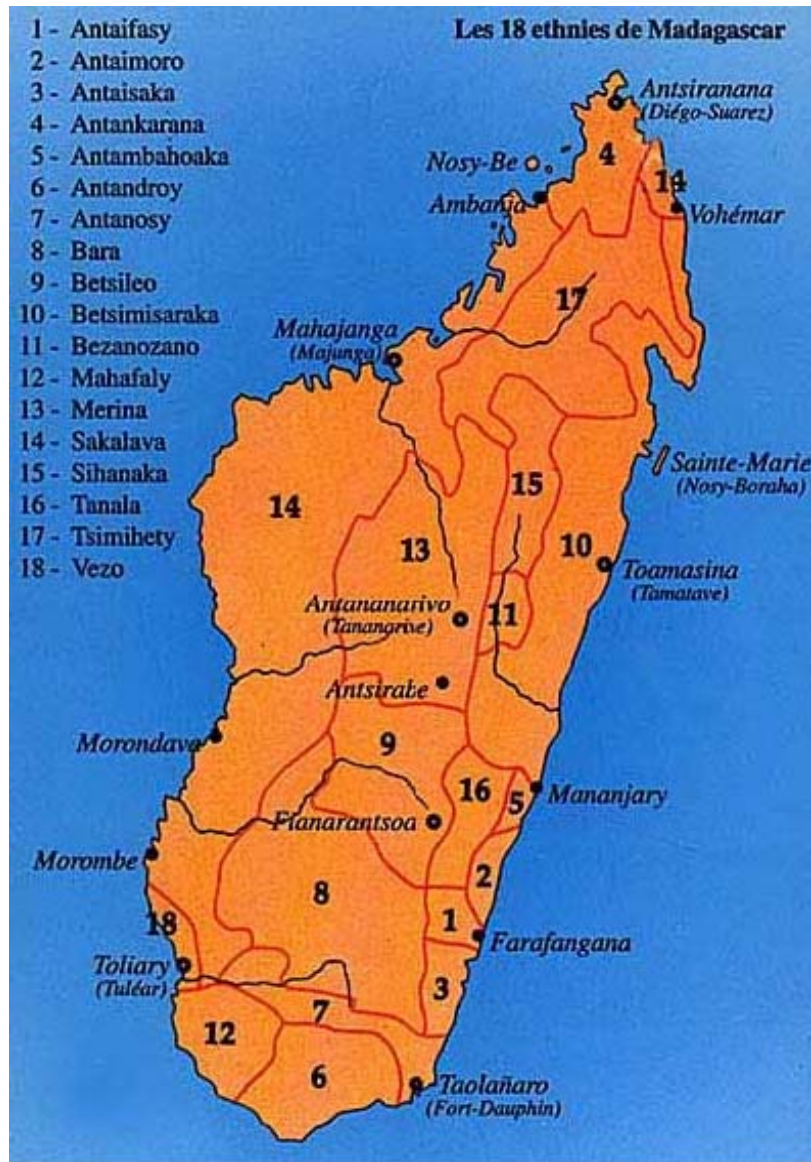 Les 18 ethnies de Madagascar
1 - Antaifasy
2 - Antaimoro
3 - Antaisaka
4 - Antankarana
5 - Antambahoaka
6 - Antandroy
7 - Antanosy
8 - Bara
9 - Betsileo
10 - Betsimisaraka
11 - Bezanozano
12 - Mahafaly
13 - Merina
14 - Sakalava
15 - Sihanaka
16 - Tanala
17 - Tsimihety
18 - Vezo
Antsiranana
(Diégo-Suarez)
4
Nosy-Be
14
Ambanja
Vohémar
17
Mahajanga
(Majunga)
Sainte-Marie
(Nosy-Boraha)
15
14
13
10
Toamasina
(Tamatave)
Antananarivo
(Tananarive)
11
Antsirabe
Morondava
9
16
5
Mananjary
Fianarantsoa
Morombe
2
8
18
1
Farafangana
Toliary
(Tuléar)
3
7
12
6
Taolañaro
(Fort-Dauphin)